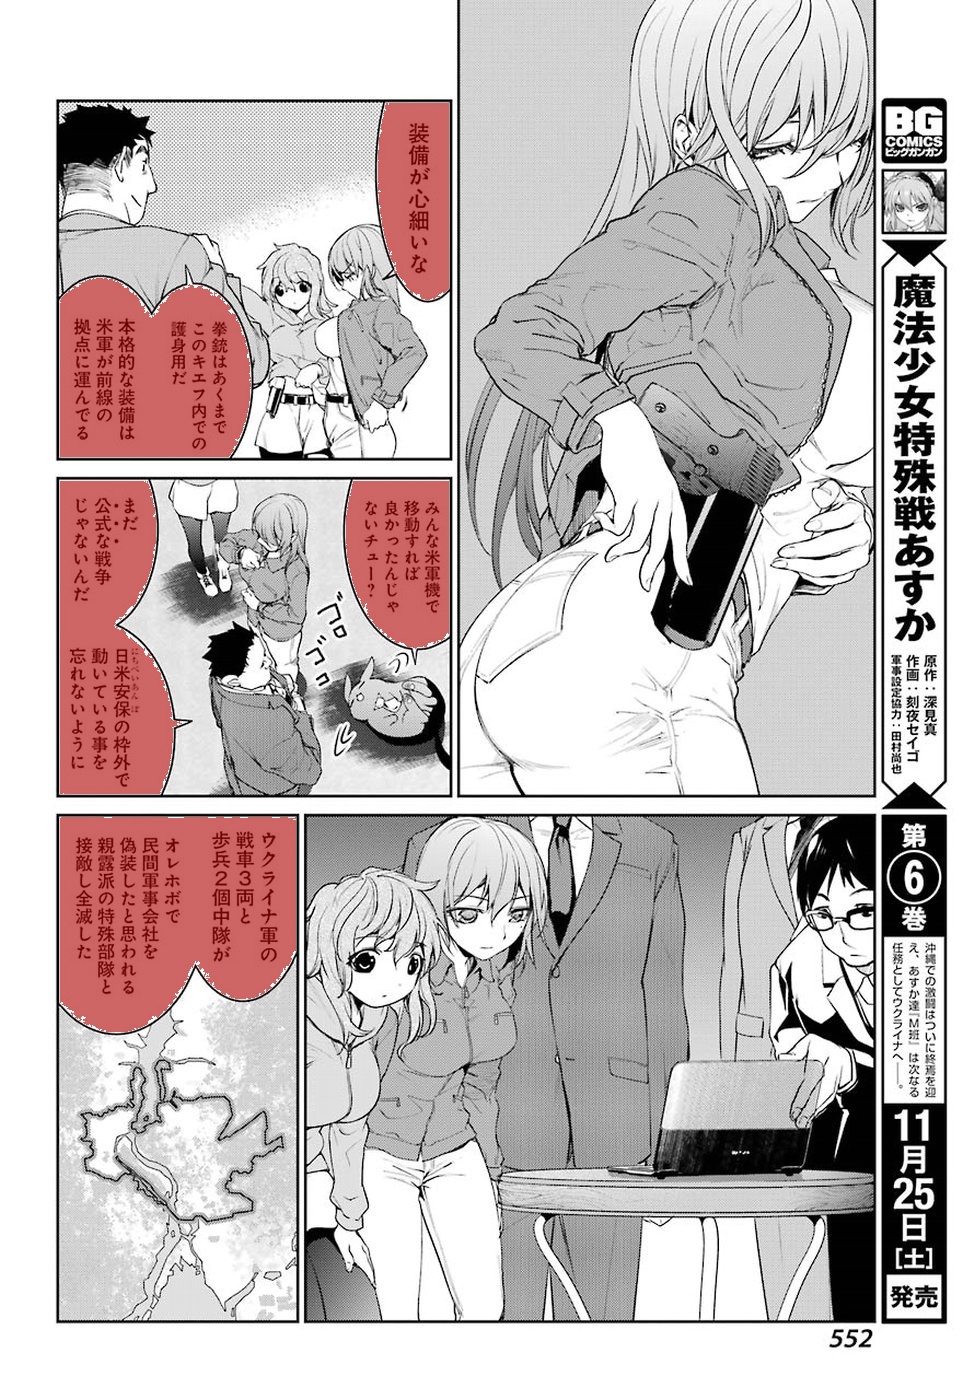 装備が心細いな
拳銃はあくまで
このキエフ内での
護身用だ
本格的な装備は
米軍が前線の
拠点に運んでる
みんな米軍機で
移動すれば
良かったんじゃ
ないチュー?
ゴロ
ゴロ
まだ
公式な戦争
じゃないんだ
日米安保の枠外で
にちべいあんぽ
動いている事を
忘れないように
ウクライナ軍の
戦車3両と
歩兵2個中隊が
オレホボで
民間軍事会社を
偽装したと思われる
親露派の特殊部隊と
接敵し全滅した
BG
COMICS
ビッグガンガン
魔法少女特殊戦あすか
原作:深見真
作画:刻夜セイゴ
軍事設定協力:田村尚也
第6巻
沖縄での激闘はついに終焉を迎
え、あすか達『M班』は次なる
任務としてウクライナへ――。
11月25日[土]
発売
552